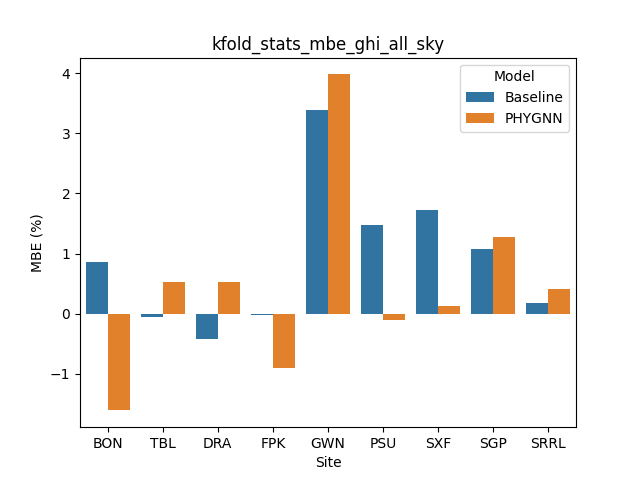 kfold_stats_mbe_ghi_all_sky
Model
Baseline
PHYGNN
MBE (%)
4
3
2
1
0
−1
BON TBL DRA FPK GWN PSU SXF SGP SRRL
Site